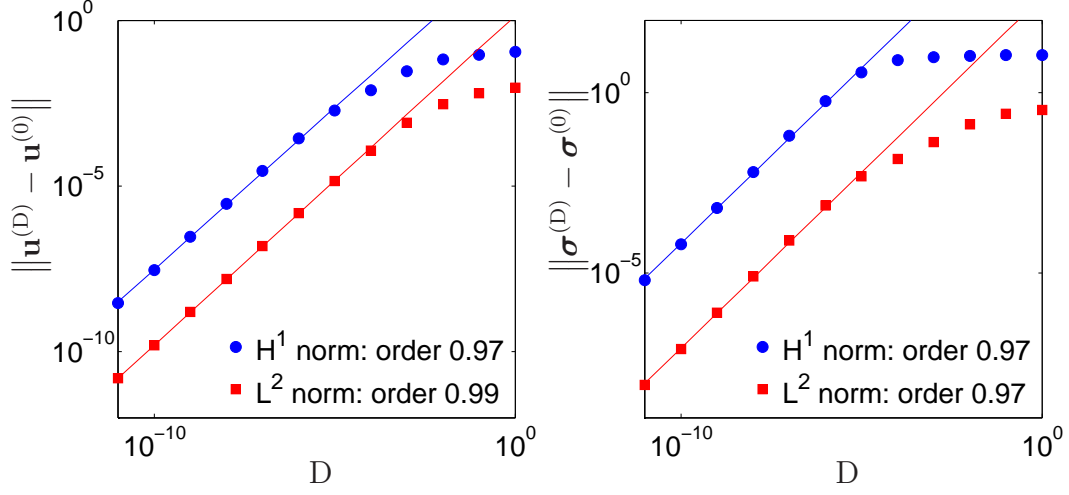 10^0
10^{-5}
10^{-10}
‖u^{(D)} − u^{(0)}‖
H^1 norm: order 0.97
L^2 norm: order 0.99
10^{-10}
10^0
D
10^0
10^{-5}
‖σ^{(D)} − σ^{(0)}‖
H^1 norm: order 0.97
L^2 norm: order 0.97
10^{-10}
10^0
D